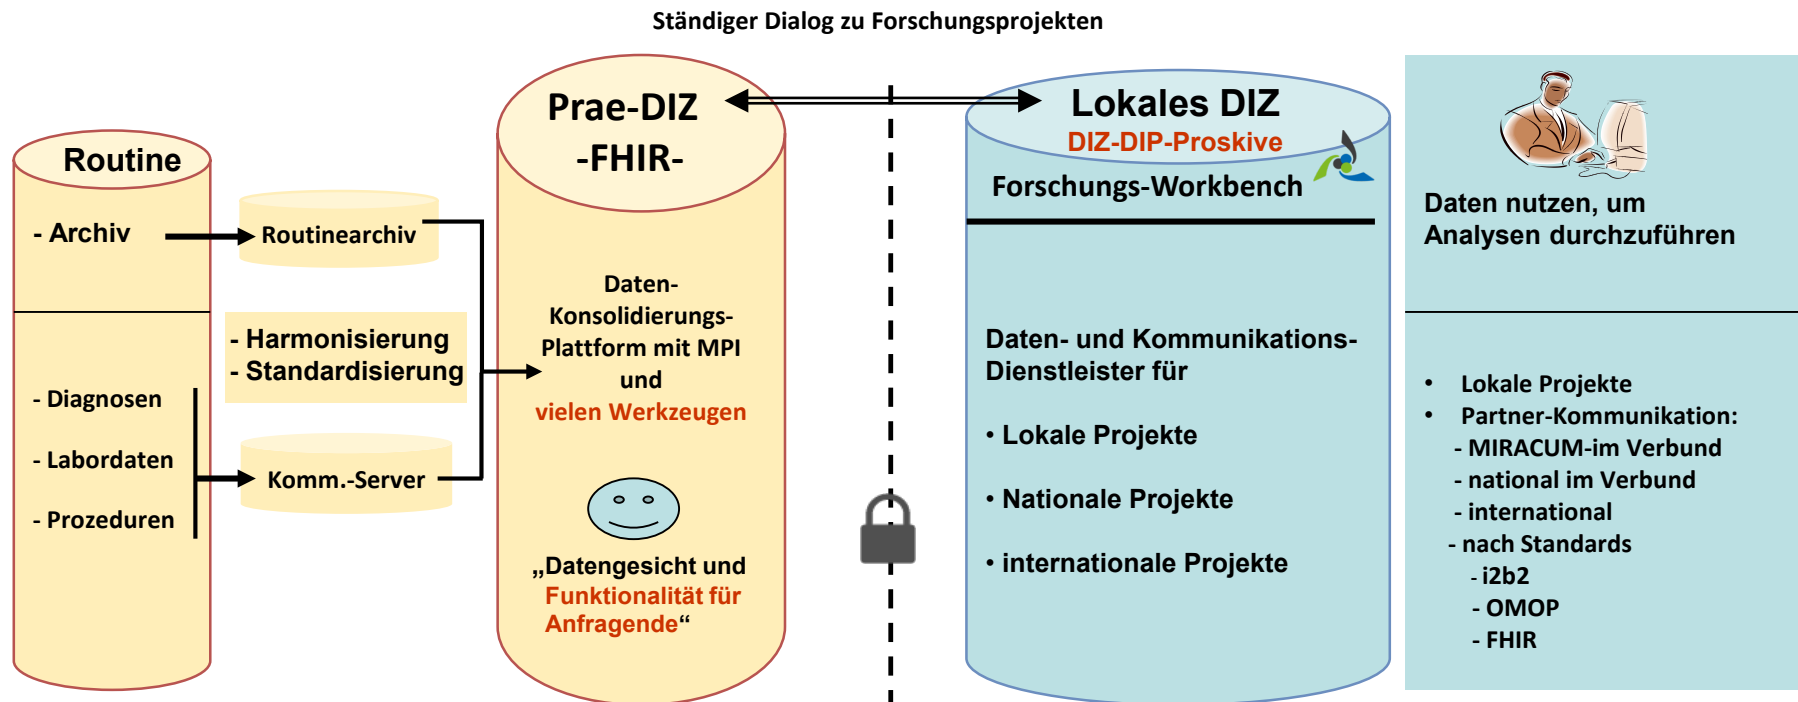 Ständiger Dialog zu Forschungsprojekten
Routine
- Archiv
- Diagnosen
- Labordaten
- Prozeduren
Routinearchiv
- Harmonisierung
- Standardisierung
Komm.-Server
Prae-DIZ
-FHIR-
Daten-
Konsolidierungs-
Plattform mit MPI
und
vielen Werkzeugen
„Datengesicht und
Funktionalität für
Anfragende“
Lokales DIZ
DIZ-DIP-Proskive
Forschungs-Workbench
Daten- und Kommunikations-
Dienstleister für
• Lokale Projekte
• Nationale Projekte
• internationale Projekte
Daten nutzen, um
Analysen durchzuführen
• Lokale Projekte
• Partner-Kommunikation:
- MIRACUM-im Verbund
- national im Verbund
- international
- nach Standards
- i2b2
- OMOP
- FHIR